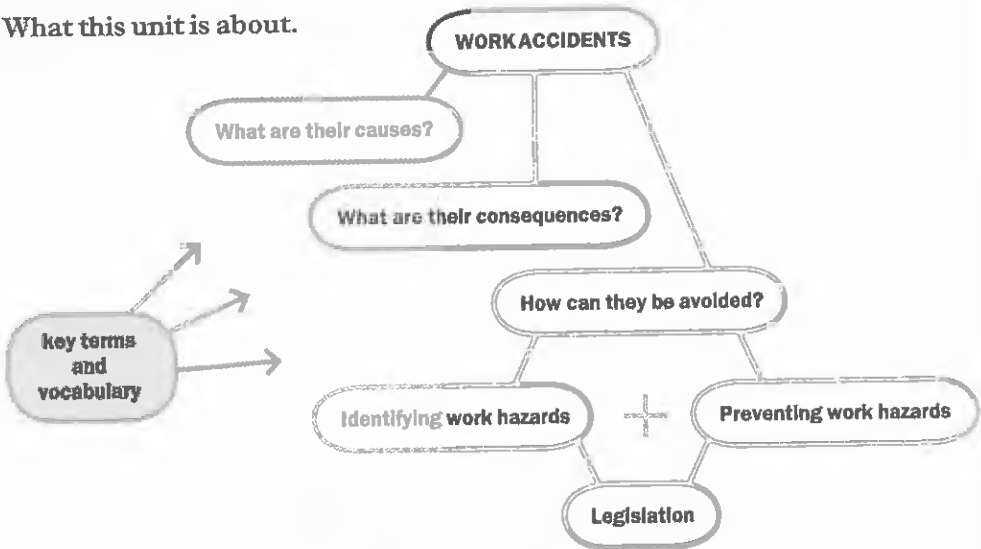 What this unit is about.
WORK ACCIDENTS
What are their causes?
What are their consequences?
How can they be avoided?
key terms
and
vocabulary
Identifying work hazards
Preventing work hazards
Legislation